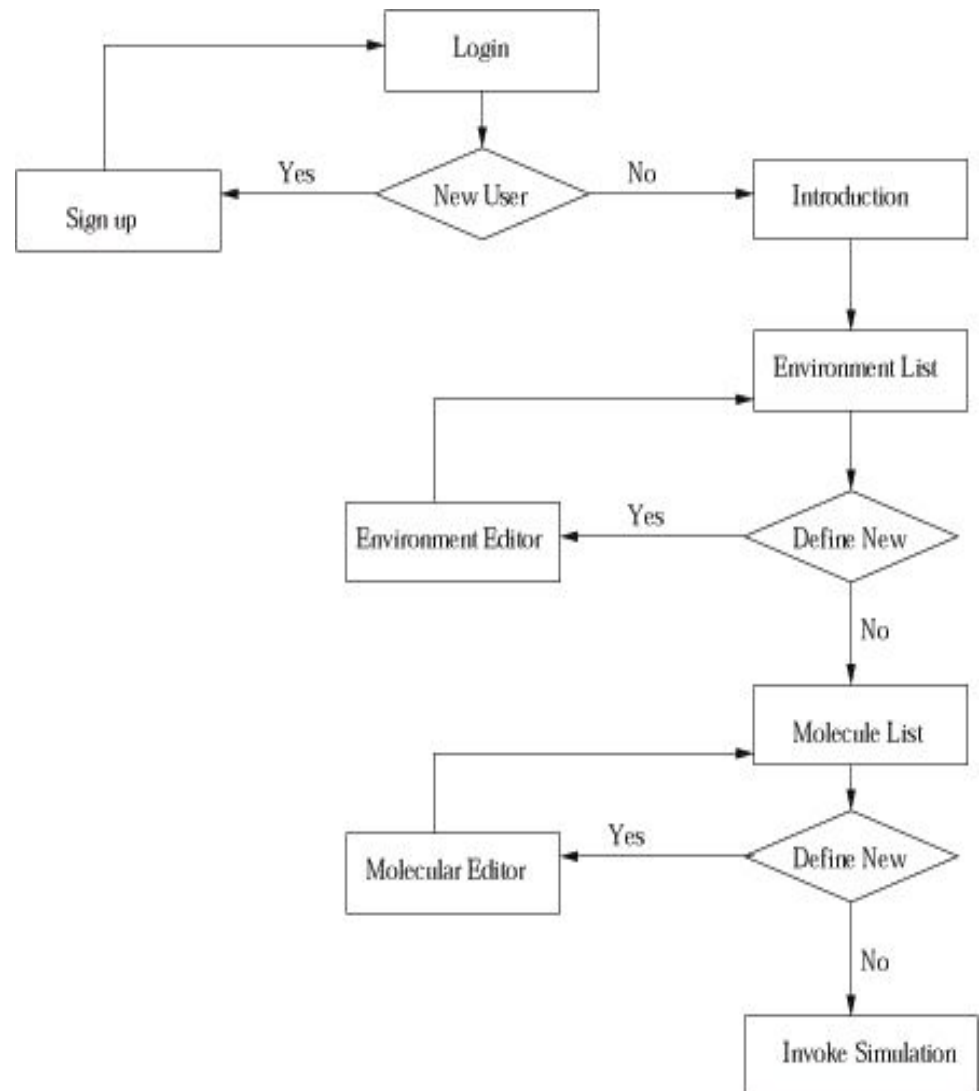 Login
Yes
New User
No
Introduction
Sign up
Environment List
Yes
Environment Editor
Define New
No
Molecule List
Yes
Molecular Editor
Define New
No
Invoke Simulation